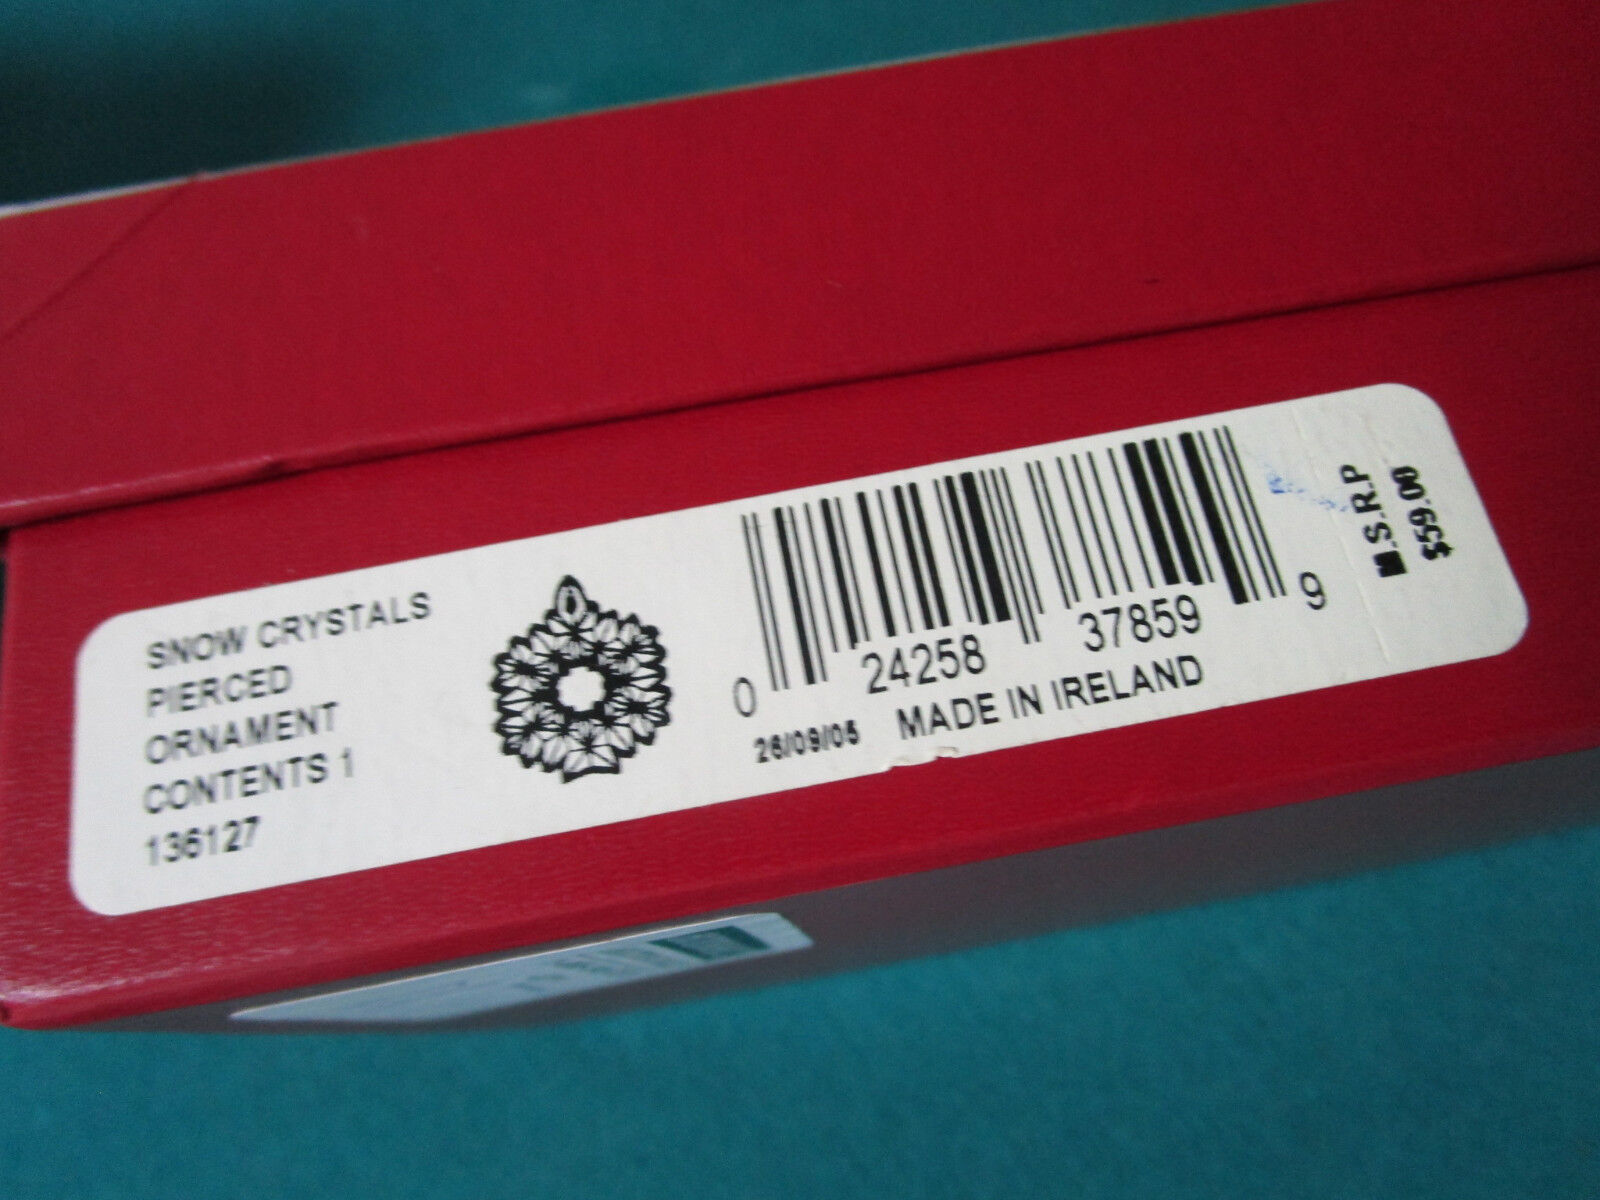 SNOW CRYSTALS
PIERCED
ORNAMENT
CONTENTS 1
136127
0 24258 37859 9
26/09/05 MADE IN IRELAND
M.S.R.P
$59.00